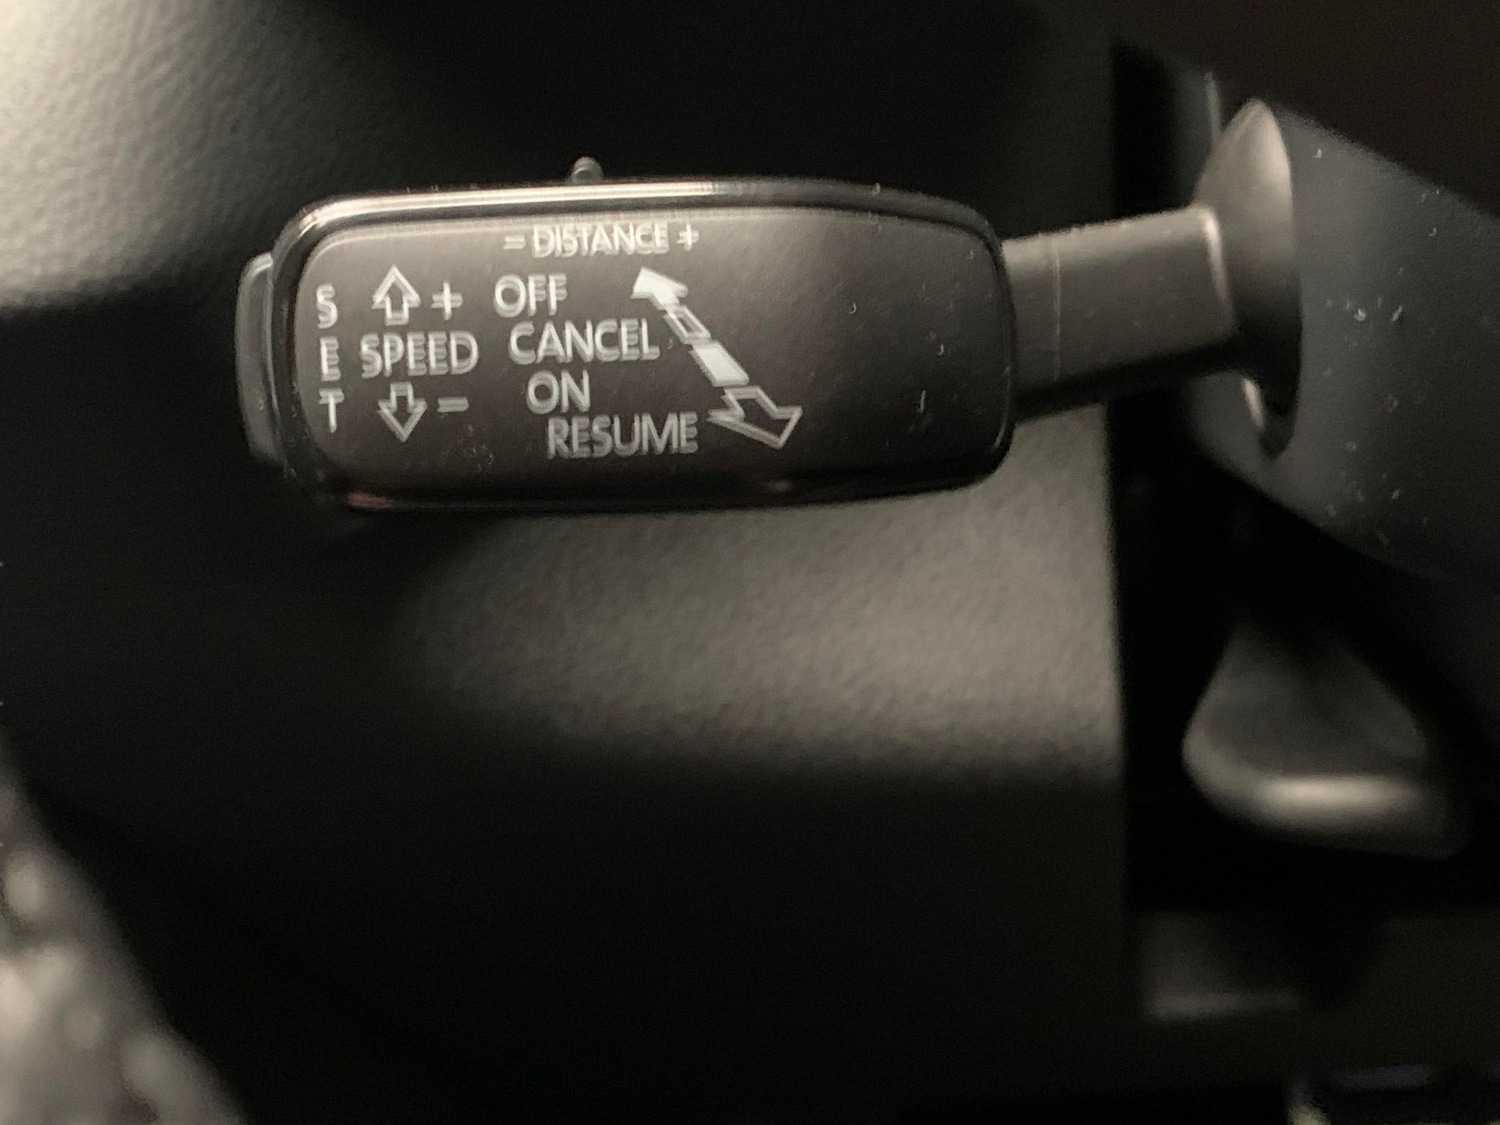 - DISTANCE +
S
E
T
+
SPEED
-
OFF
CANCEL
ON
RESUME